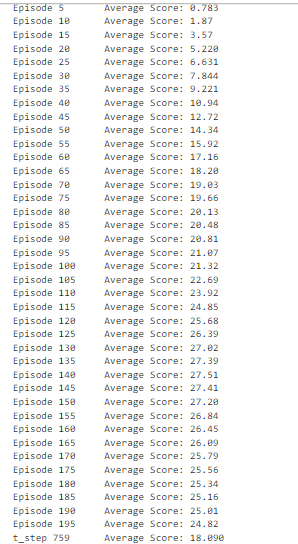 Episode 5 Average Score: 0.783
Episode 10 Average Score: 1.87
Episode 15 Average Score: 3.57
Episode 20 Average Score: 5.220
Episode 25 Average Score: 6.631
Episode 30 Average Score: 7.844
Episode 35 Average Score: 9.221
Episode 40 Average Score: 10.94
Episode 45 Average Score: 12.72
Episode 50 Average Score: 14.34
Episode 55 Average Score: 15.92
Episode 60 Average Score: 17.16
Episode 65 Average Score: 18.20
Episode 70 Average Score: 19.03
Episode 75 Average Score: 19.66
Episode 80 Average Score: 20.13
Episode 85 Average Score: 20.48
Episode 90 Average Score: 20.81
Episode 95 Average Score: 21.07
Episode 100 Average Score: 21.32
Episode 105 Average Score: 22.69
Episode 110 Average Score: 23.92
Episode 115 Average Score: 24.85
Episode 120 Average Score: 25.68
Episode 125 Average Score: 26.39
Episode 130 Average Score: 27.02
Episode 135 Average Score: 27.39
Episode 140 Average Score: 27.51
Episode 145 Average Score: 27.41
Episode 150 Average Score: 27.20
Episode 155 Average Score: 26.84
Episode 160 Average Score: 26.45
Episode 165 Average Score: 26.09
Episode 170 Average Score: 25.79
Episode 175 Average Score: 25.56
Episode 180 Average Score: 25.34
Episode 185 Average Score: 25.16
Episode 190 Average Score: 25.01
Episode 195 Average Score: 24.82
t_step 759 Average Score: 18.090